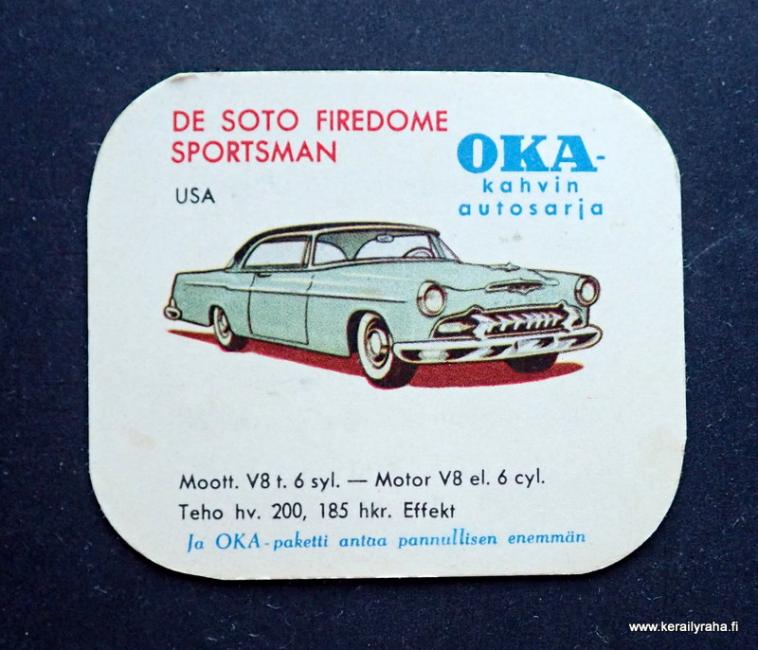 DE SOTO FIREDOME
SPORTSMAN
USA
OKA-
kahvin
autosarja
Moott. V8 t. 6 syl. — Motor V8 el. 6 cyl.
Teho hv. 200, 185 hkr. Effekt
Ja OKA-paketti antaa pannullisen enemmän
www.kerailyraha.fi